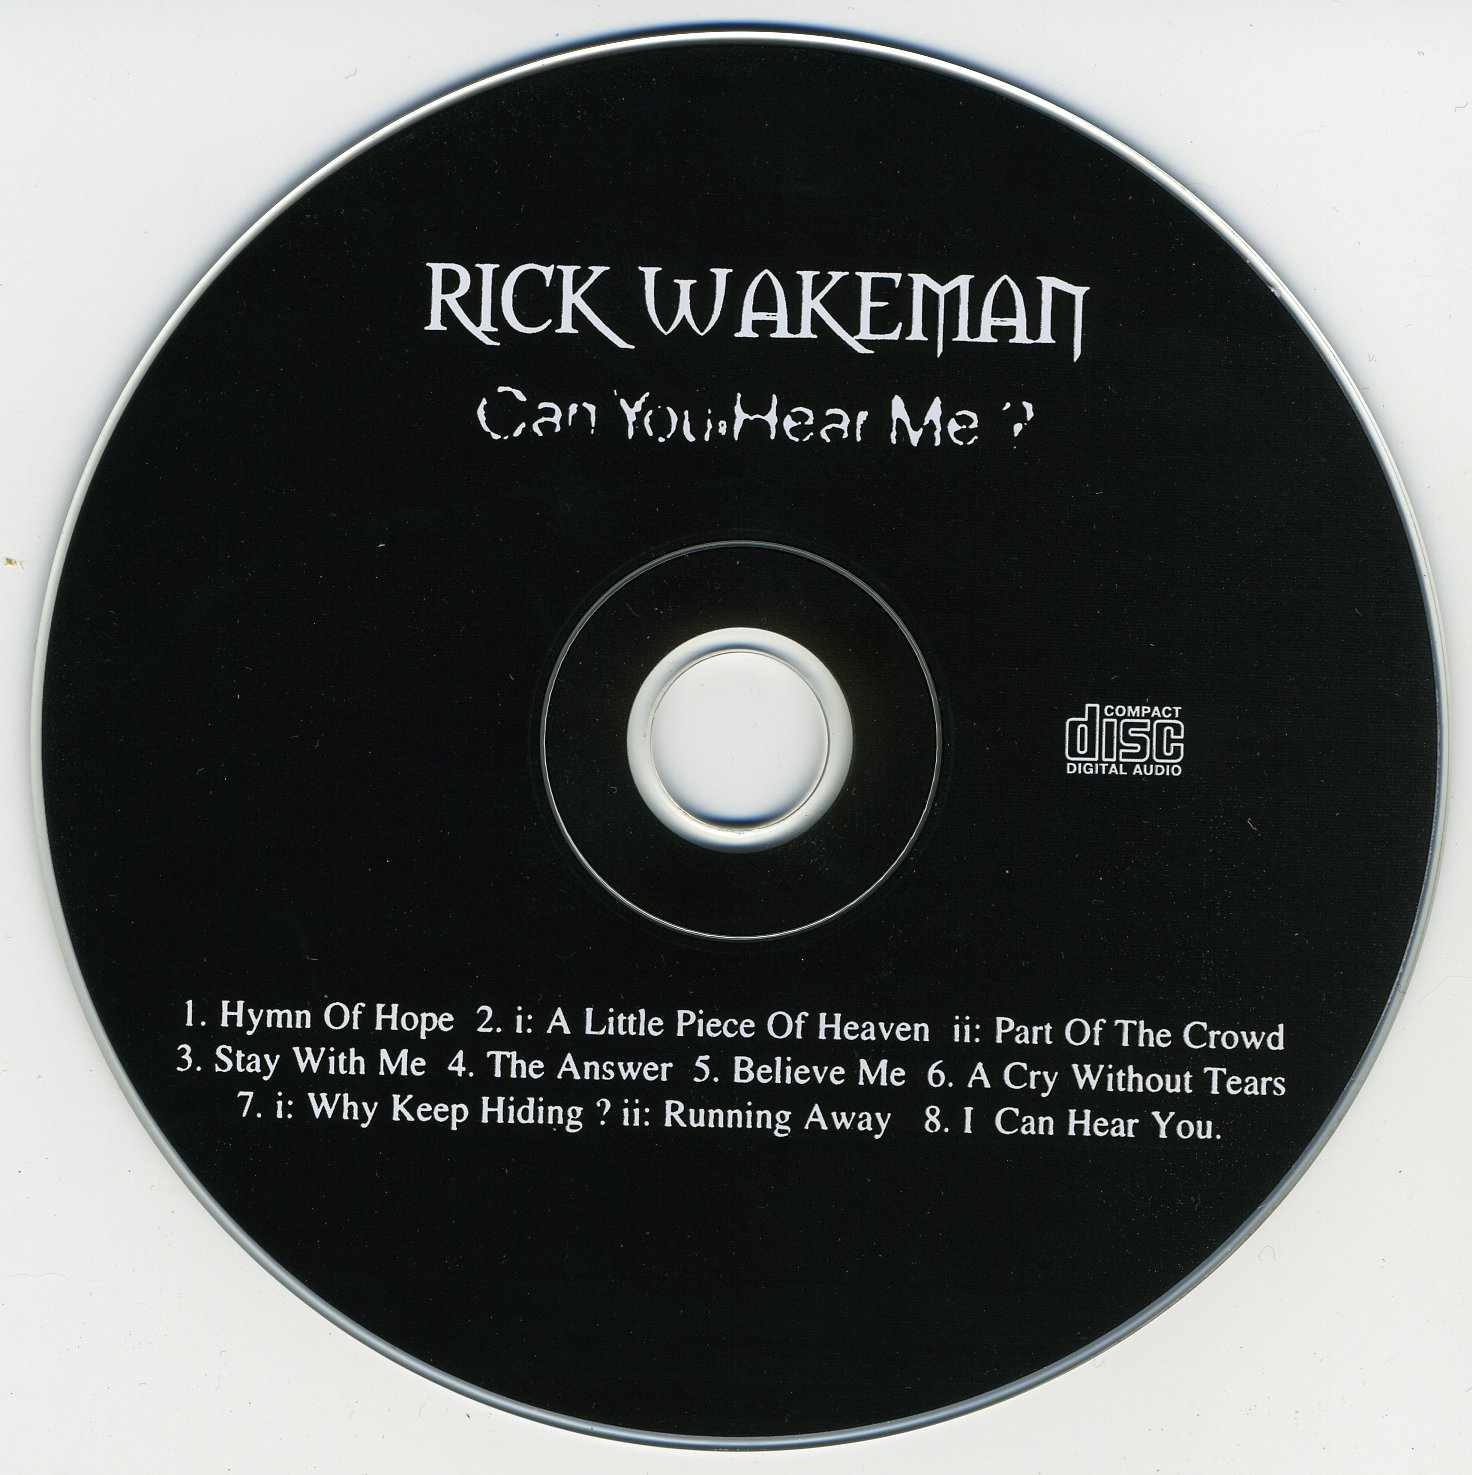 RICK WAKEMAN
Can You Hear Me ?
COMPACT
disc
DIGITAL AUDIO
1. Hymn Of Hope 2. i: A Little Piece Of Heaven ii: Part Of The Crowd
3. Stay With Me 4. The Answer 5. Believe Me 6. A Cry Without Tears
7. i: Why Keep Hiding ? ii: Running Away 8. I Can Hear You.